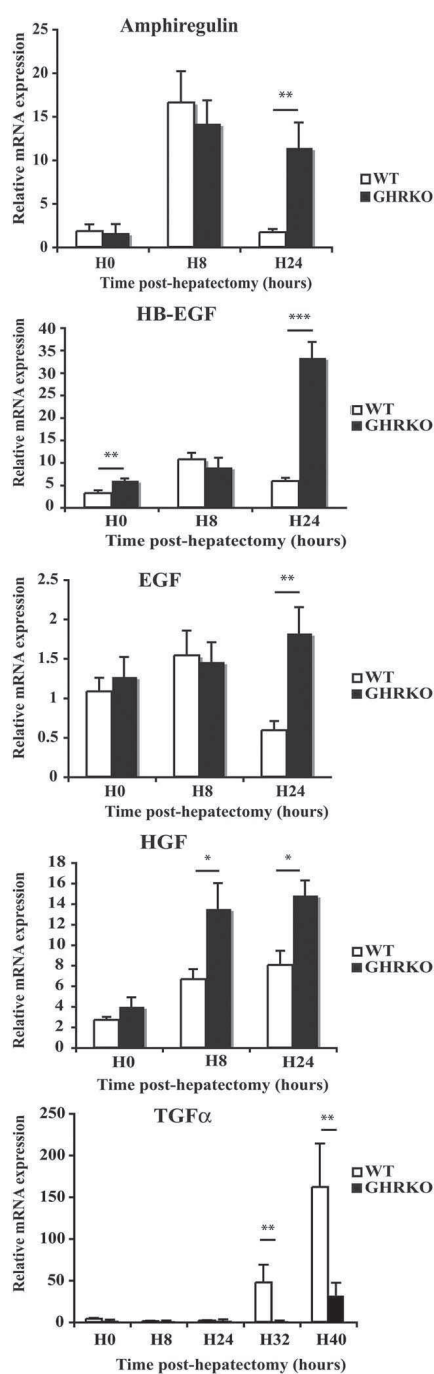 Amphiregulin
Relative mRNA expression
25
20
15
10
5
0
**
H0 H8 H24
Time post-hepatectomy (hours)
WT
GHRKO
HB-EGF
Relative mRNA expression
40
35
30
25
20
15
10
5
0
**
***
H0 H8 H24
Time post-hepatectomy (hours)
WT
GHRKO
EGF
Relative mRNA expression
2.5
2
1.5
1
0.5
0
**
H0 H8 H24
Time post-hepatectomy (hours)
WT
GHRKO
HGF
Relative mRNA expression
18
16
14
12
10
8
6
4
2
0
* *
H0 H8 H24
Time post-hepatectomy (hours)
WT
GHRKO
TGFα
Relative mRNA expression
250
200
150
100
50
0
**
**
H0 H8 H24 H32 H40
Time post-hepatectomy (hours)
WT
GHRKO